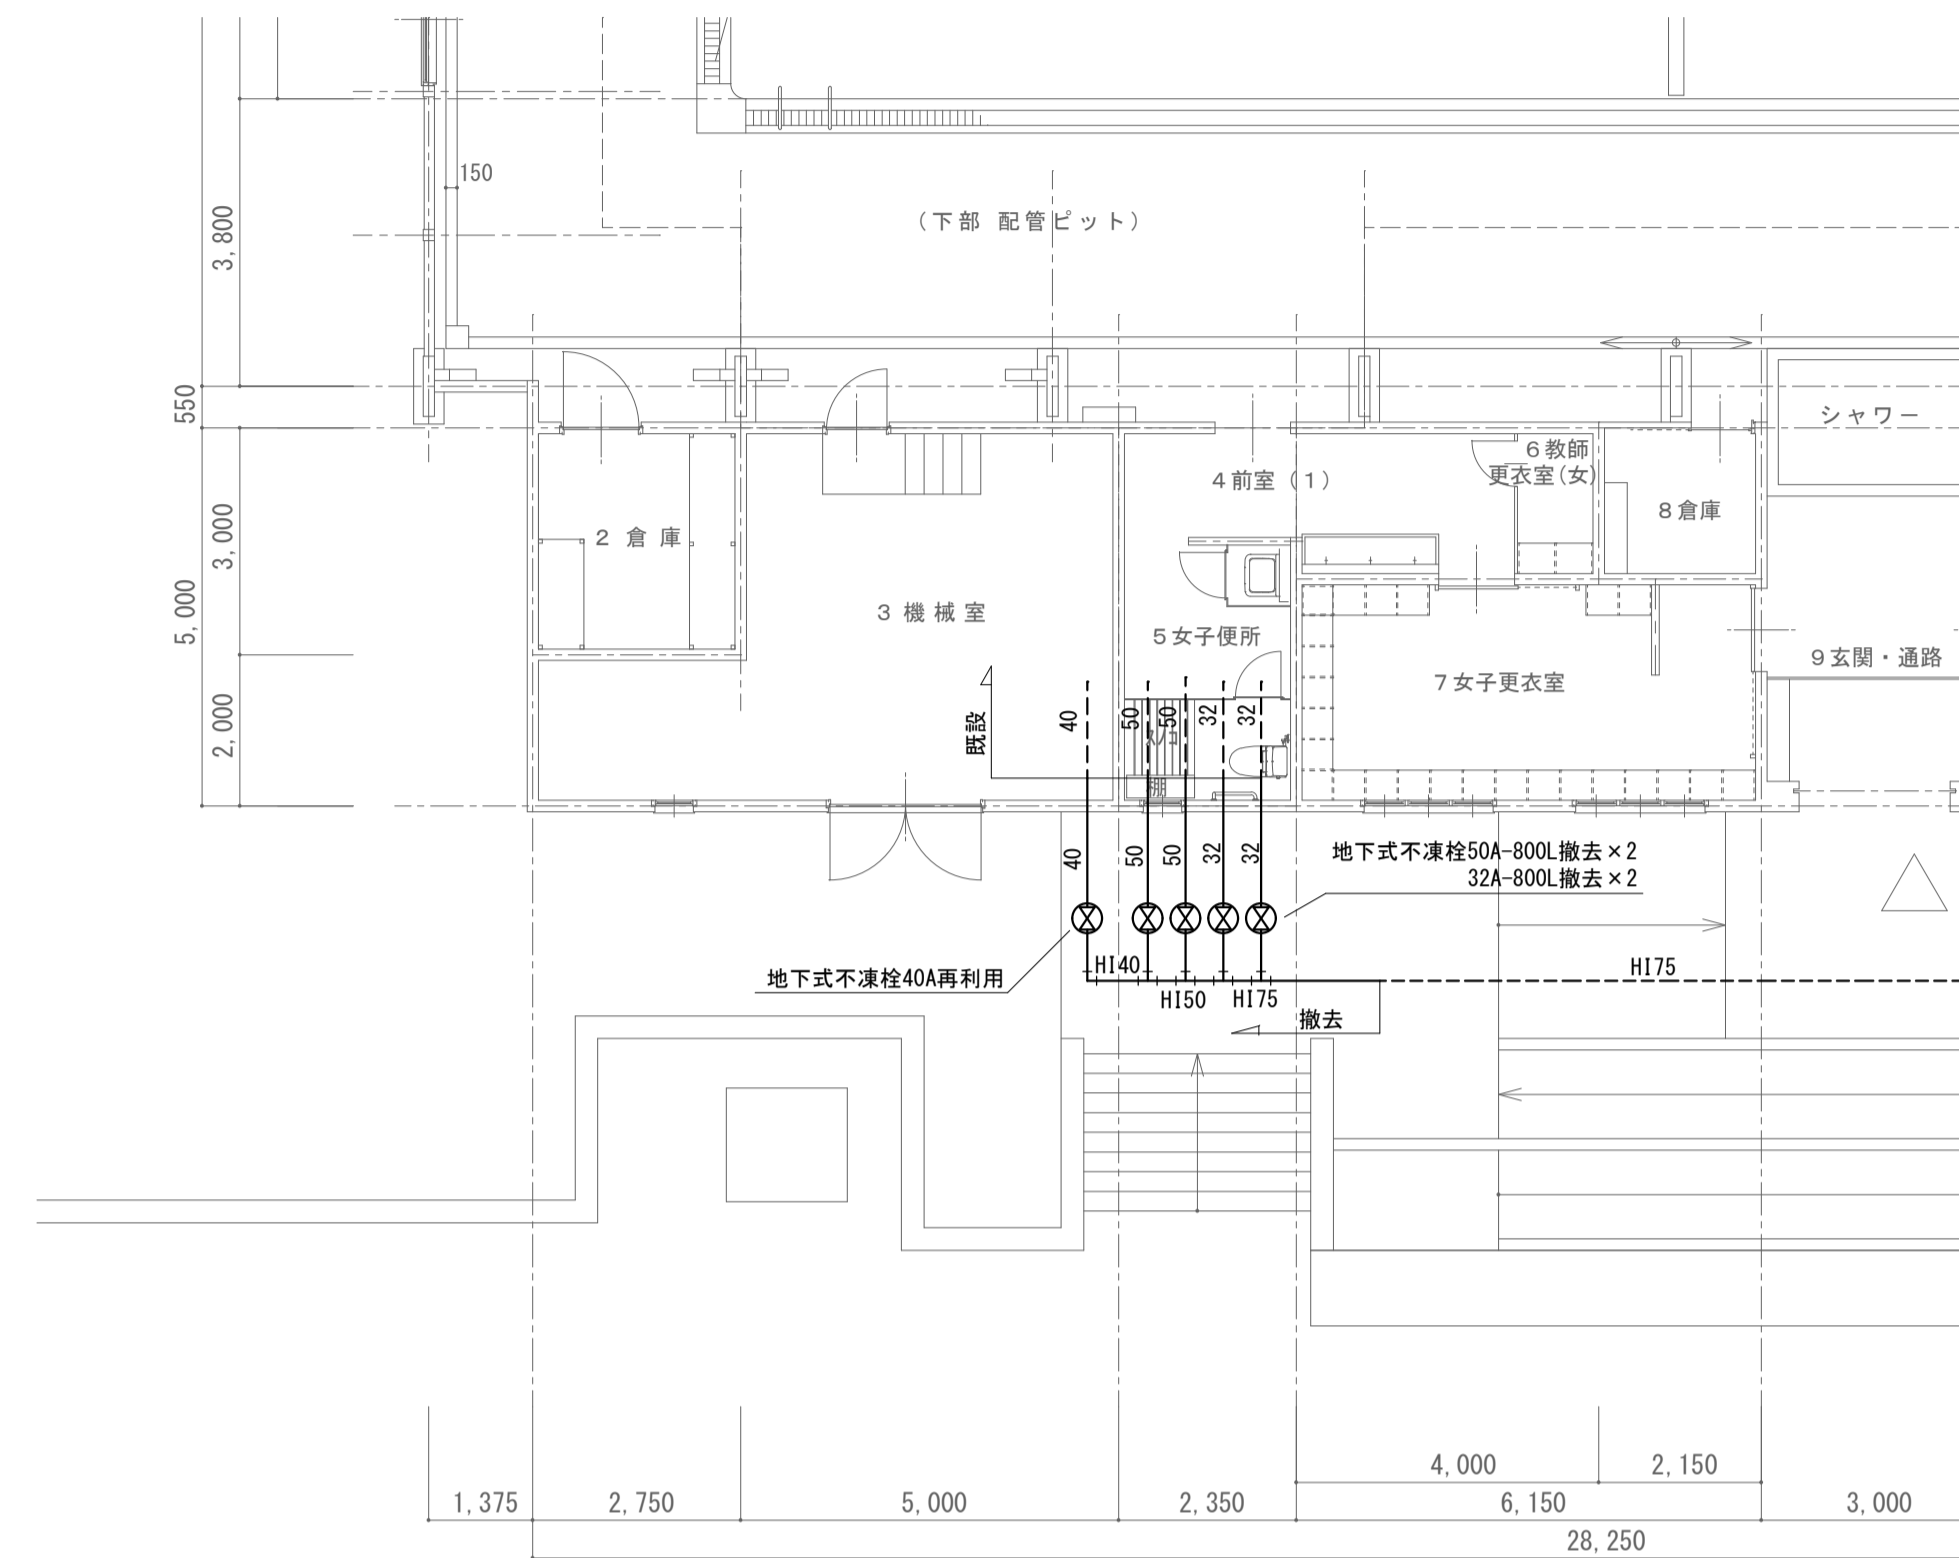 150
(下部 配管ピット)
3,800
550
3,000
5,000
2,000
シャワー
6教師
更衣室(女)
4前室(1)
8倉庫
2 倉庫
3 機械室
5女子便所
9玄関・通路
7女子更衣室
既設
40
50
50
32
32
スノコ
棚
40
50
50
32
32
地下式不凍栓50A-800L撤去×2
32A-800L撤去×2
地下式不凍栓40A再利用
HI40
HI75
HI50
HI75
撤去
4,000
2,150
1,375
2,750
5,000
2,350
6,150
3,000
28,250